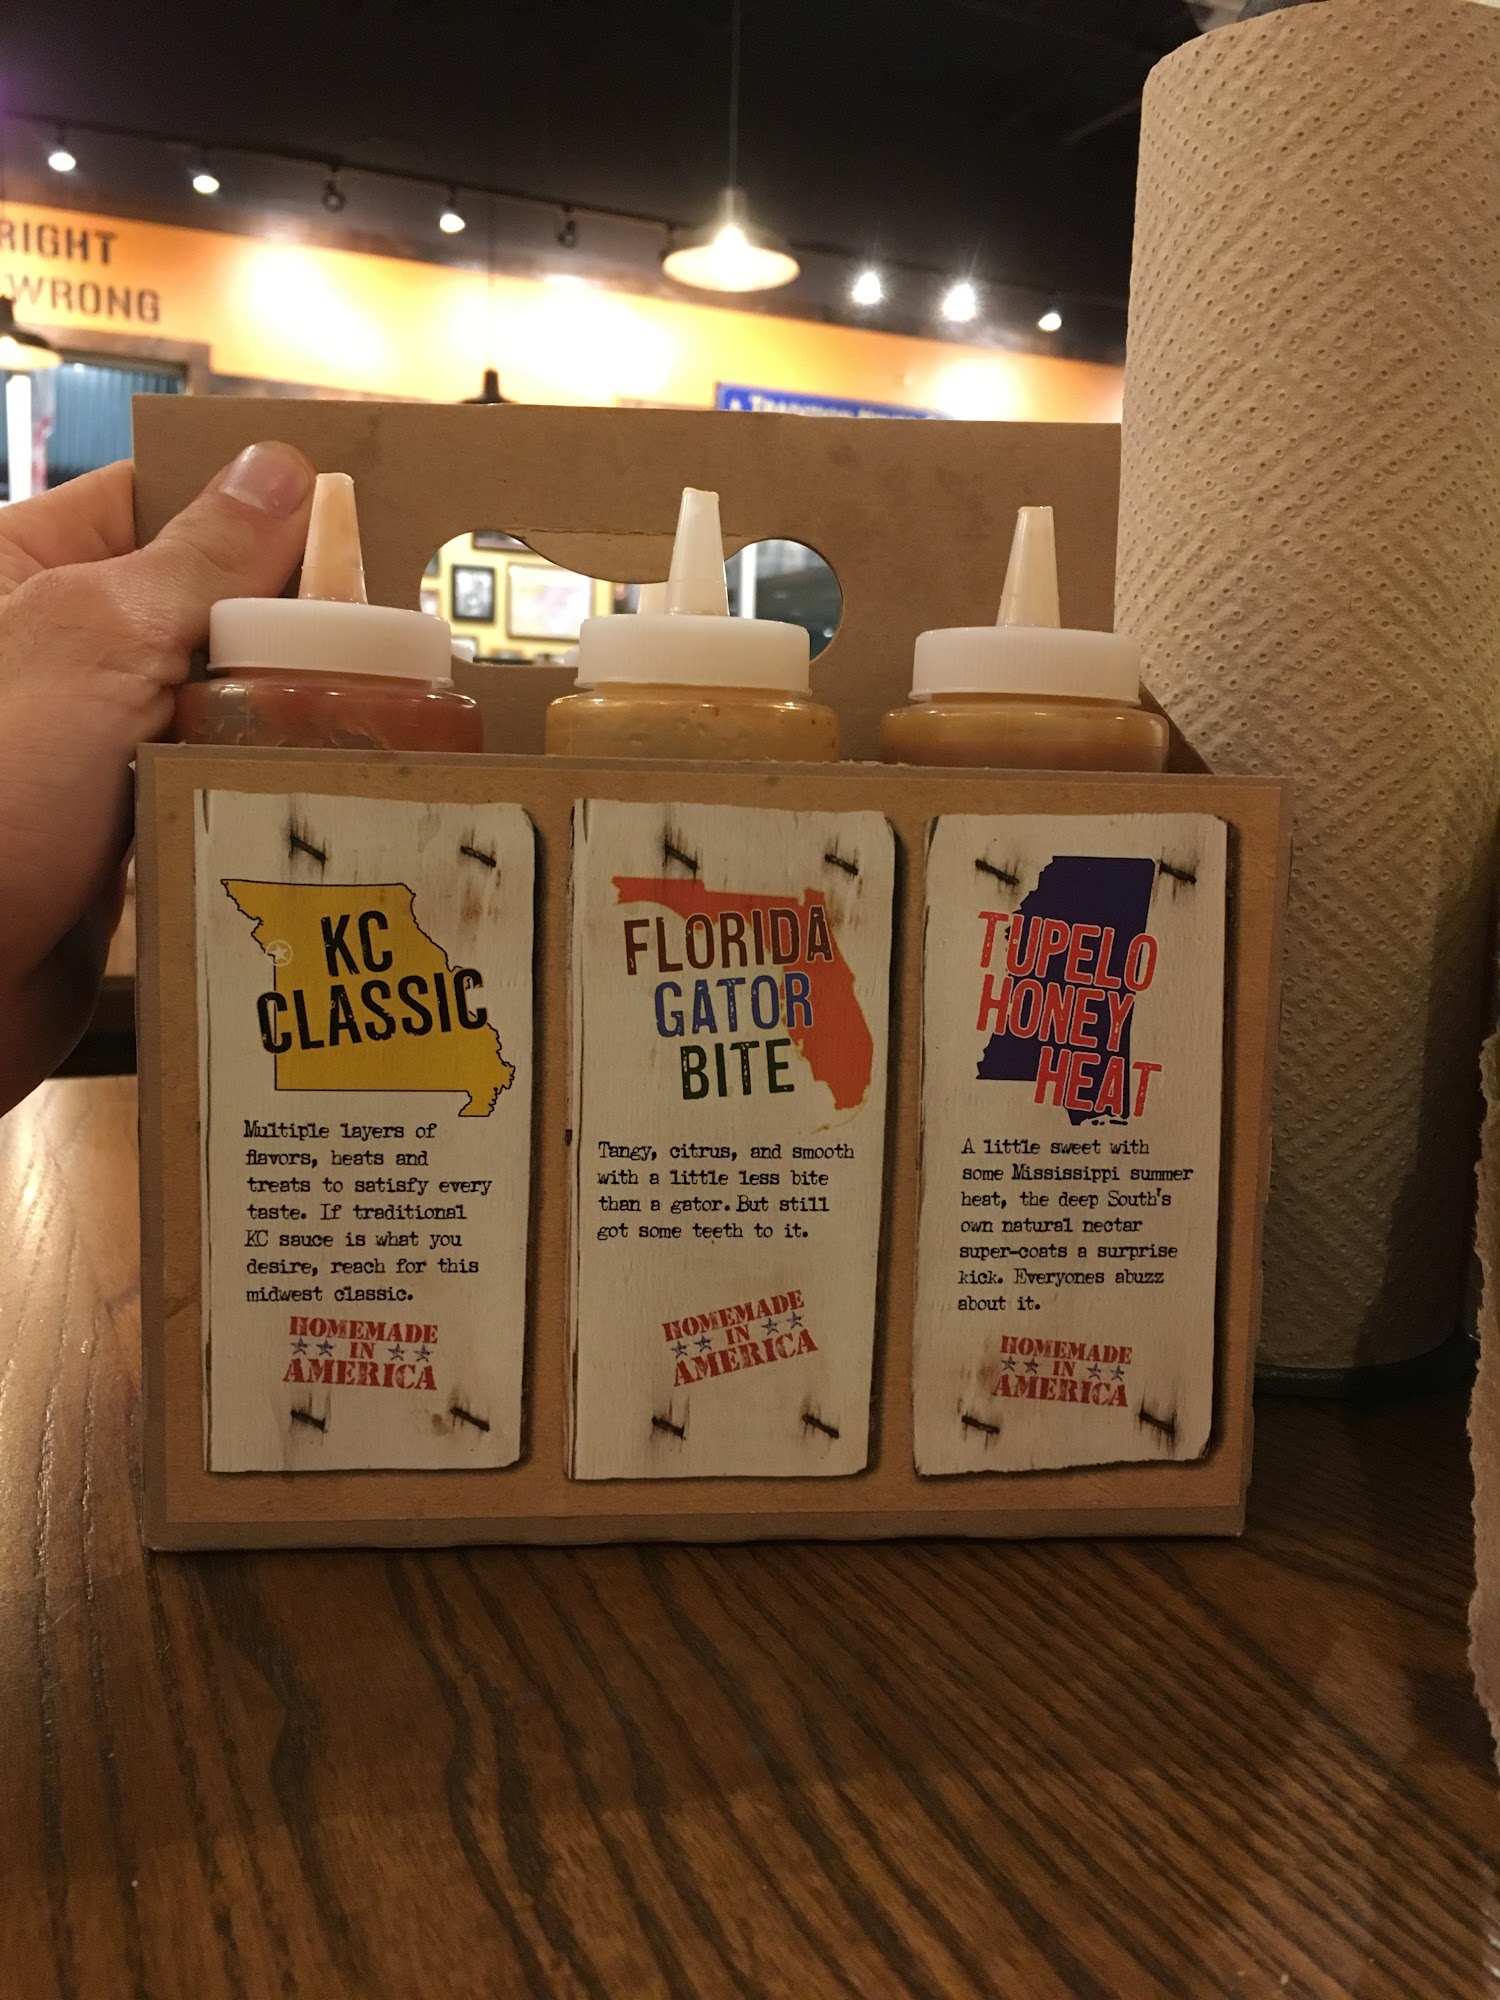 RIGHT
WRONG
KC
CLASSIC
Multiple layers of
flavors, heats and
treats to satisfy every
taste. If traditional
KC sauce is what you
desire, reach for this
midwest classic.
HOMEMADE
IN
AMERICA
FLORIDA
GATOR
BITE
Tangy, citrus, and smooth
with a little less bite
than a gator. But still
got some teeth to it.
HOMEMADE
IN
AMERICA
TUPELO
HONEY
HEAT
A little sweet with
some Mississippi summer
heat, the deep South's
own natural nectar
super-coats a surprise
kick. Everyones abuzz
about it.
HOMEMADE
IN
AMERICA